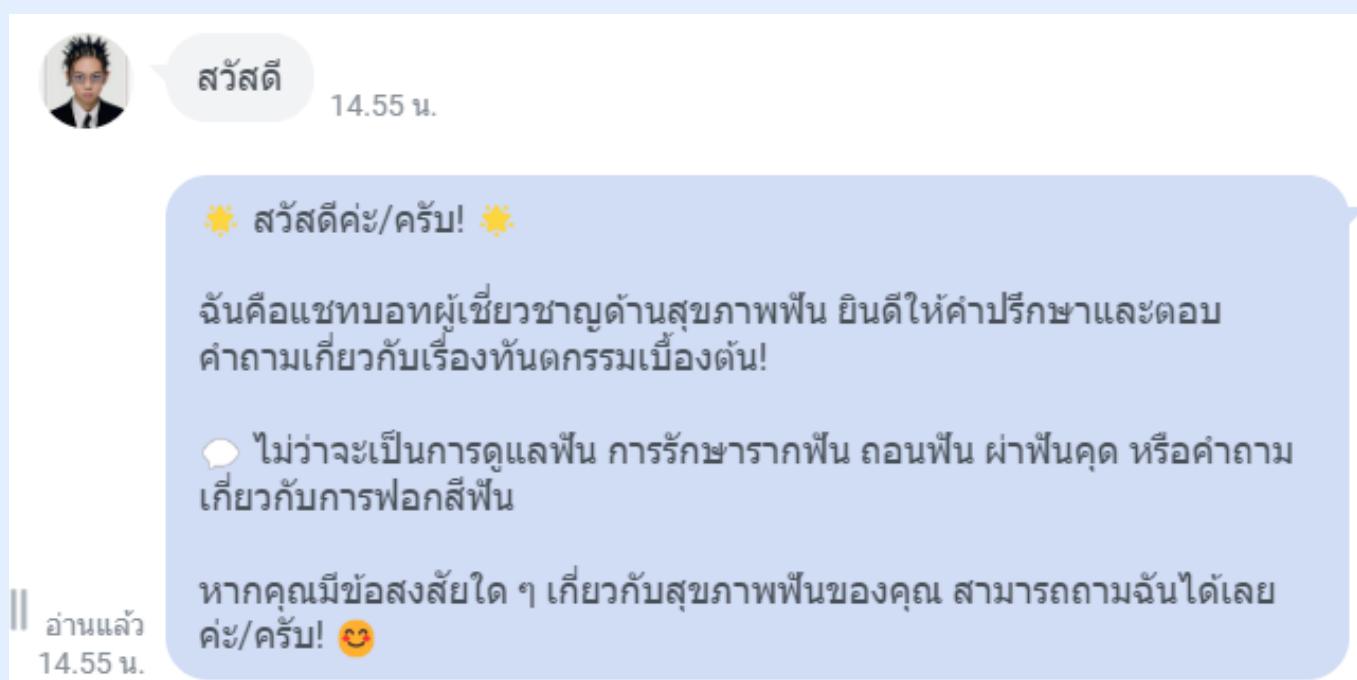 สวัสดี
14.55 น.
🌟 สวัสดีค่ะ/ครับ! 🌟
ฉันคือแชทบอทผู้เชี่ยวชาญด้านสุขภาพฟัน ยินดีให้คำปรึกษาและตอบ
คำถามเกี่ยวกับเรื่องทันตกรรมเบื้องต้น!
💬 ไม่ว่าจะเป็นการดูแลฟัน การรักษารากฟัน ถอนฟัน ผ่าฟันคุด หรือคำถาม
เกี่ยวกับการฟอกสีฟัน
หากคุณมีข้อสงสัยใด ๆ เกี่ยวกับสุขภาพฟันของคุณ สามารถถามฉันได้เลย
ค่ะ/ครับ! 😊
อ่านแล้ว
14.55 น.